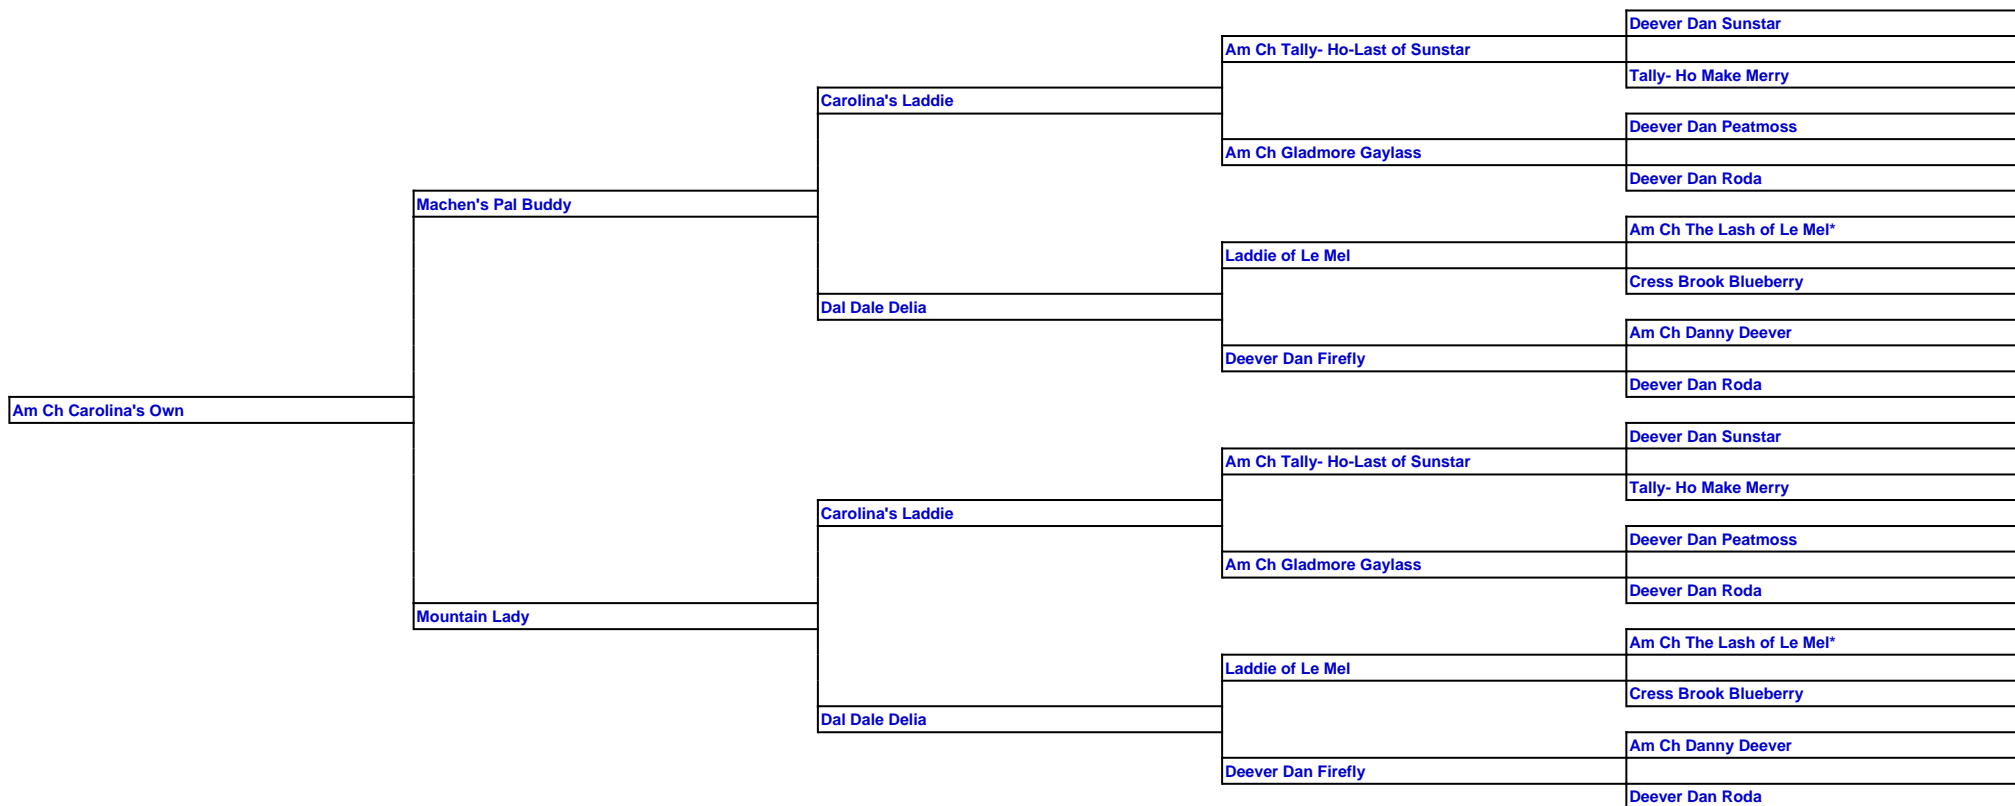 Deever Dan Sunstar
Am Ch Tally- Ho-Last of Sunstar
Tally- Ho Make Merry
Carolina's Laddie
Deever Dan Peatmoss
Am Ch Gladmore Gaylass
Deever Dan Roda
Machen's Pal Buddy
Am Ch The Lash of Le Mel*
Laddie of Le Mel
Cress Brook Blueberry
Dal Dale Delia
Am Ch Danny Deever
Deever Dan Firefly
Deever Dan Roda
Am Ch Carolina's Own
Deever Dan Sunstar
Am Ch Tally- Ho-Last of Sunstar
Tally- Ho Make Merry
Carolina's Laddie
Deever Dan Peatmoss
Am Ch Gladmore Gaylass
Deever Dan Roda
Mountain Lady
Am Ch The Lash of Le Mel*
Laddie of Le Mel
Cress Brook Blueberry
Dal Dale Delia
Am Ch Danny Deever
Deever Dan Firefly
Deever Dan Roda